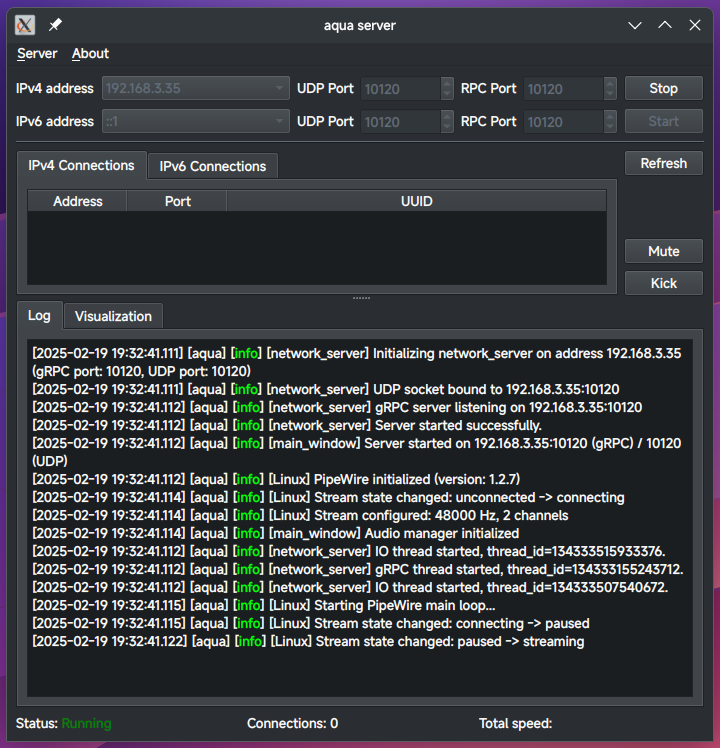 aqua server
Server About
IPv4 address 192.168.3.35 UDP Port 10120 RPC Port 10120 Stop
IPv6 address ::1 UDP Port 10120 RPC Port 10120 Start
IPv4 Connections IPv6 Connections Refresh
Address Port UUID
Mute
Kick
Log Visualization
[2025-02-19 19:32:41.111] [aqua] [info] [network_server] Initializing network_server on address 192.168.3.35
(gRPC port: 10120, UDP port: 10120)
[2025-02-19 19:32:41.111] [aqua] [info] [network_server] UDP socket bound to 192.168.3.35:10120
[2025-02-19 19:32:41.112] [aqua] [info] [network_server] gRPC server listening on 192.168.3.35:10120
[2025-02-19 19:32:41.112] [aqua] [info] [network_server] Server started successfully.
[2025-02-19 19:32:41.112] [aqua] [info] [main_window] Server started on 192.168.3.35:10120 (gRPC) / 10120
(UDP)
[2025-02-19 19:32:41.112] [aqua] [info] [Linux] PipeWire initialized (version: 1.2.7)
[2025-02-19 19:32:41.114] [aqua] [info] [Linux] Stream state changed: unconnected -> connecting
[2025-02-19 19:32:41.114] [aqua] [info] [Linux] Stream configured: 48000 Hz, 2 channels
[2025-02-19 19:32:41.114] [aqua] [info] [main_window] Audio manager initialized
[2025-02-19 19:32:41.112] [aqua] [info] [network_server] IO thread started, thread_id=134333515933376.
[2025-02-19 19:32:41.112] [aqua] [info] [network_server] gRPC thread started, thread_id=134333155243712.
[2025-02-19 19:32:41.112] [aqua] [info] [network_server] IO thread started, thread_id=134333507540672.
[2025-02-19 19:32:41.115] [aqua] [info] [Linux] Starting PipeWire main loop...
[2025-02-19 19:32:41.115] [aqua] [info] [Linux] Stream state changed: connecting -> paused
[2025-02-19 19:32:41.122] [aqua] [info] [Linux] Stream state changed: paused -> streaming
Status: Running Connections: 0 Total speed: